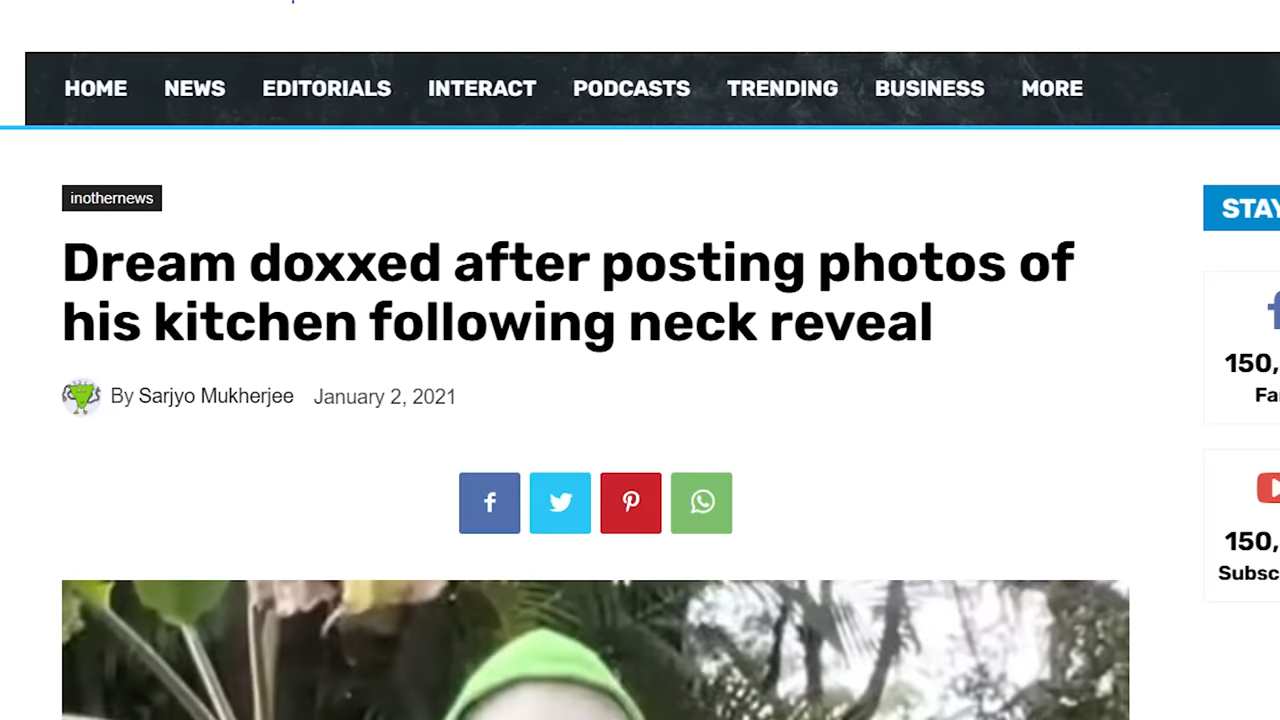 HOME NEWS EDITORIALS INTERACT PODCASTS TRENDING BUSINESS MORE
inothernews
STAY
Dream doxxed after posting photos of
his kitchen following neck reveal
By Sarjyo Mukherjee January 2, 2021
150,
Fa
150,
Subsc